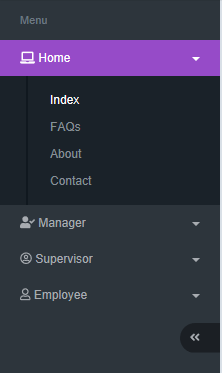 Menu
Home
Index
FAQs
About
Contact
Manager
Supervisor
Employee